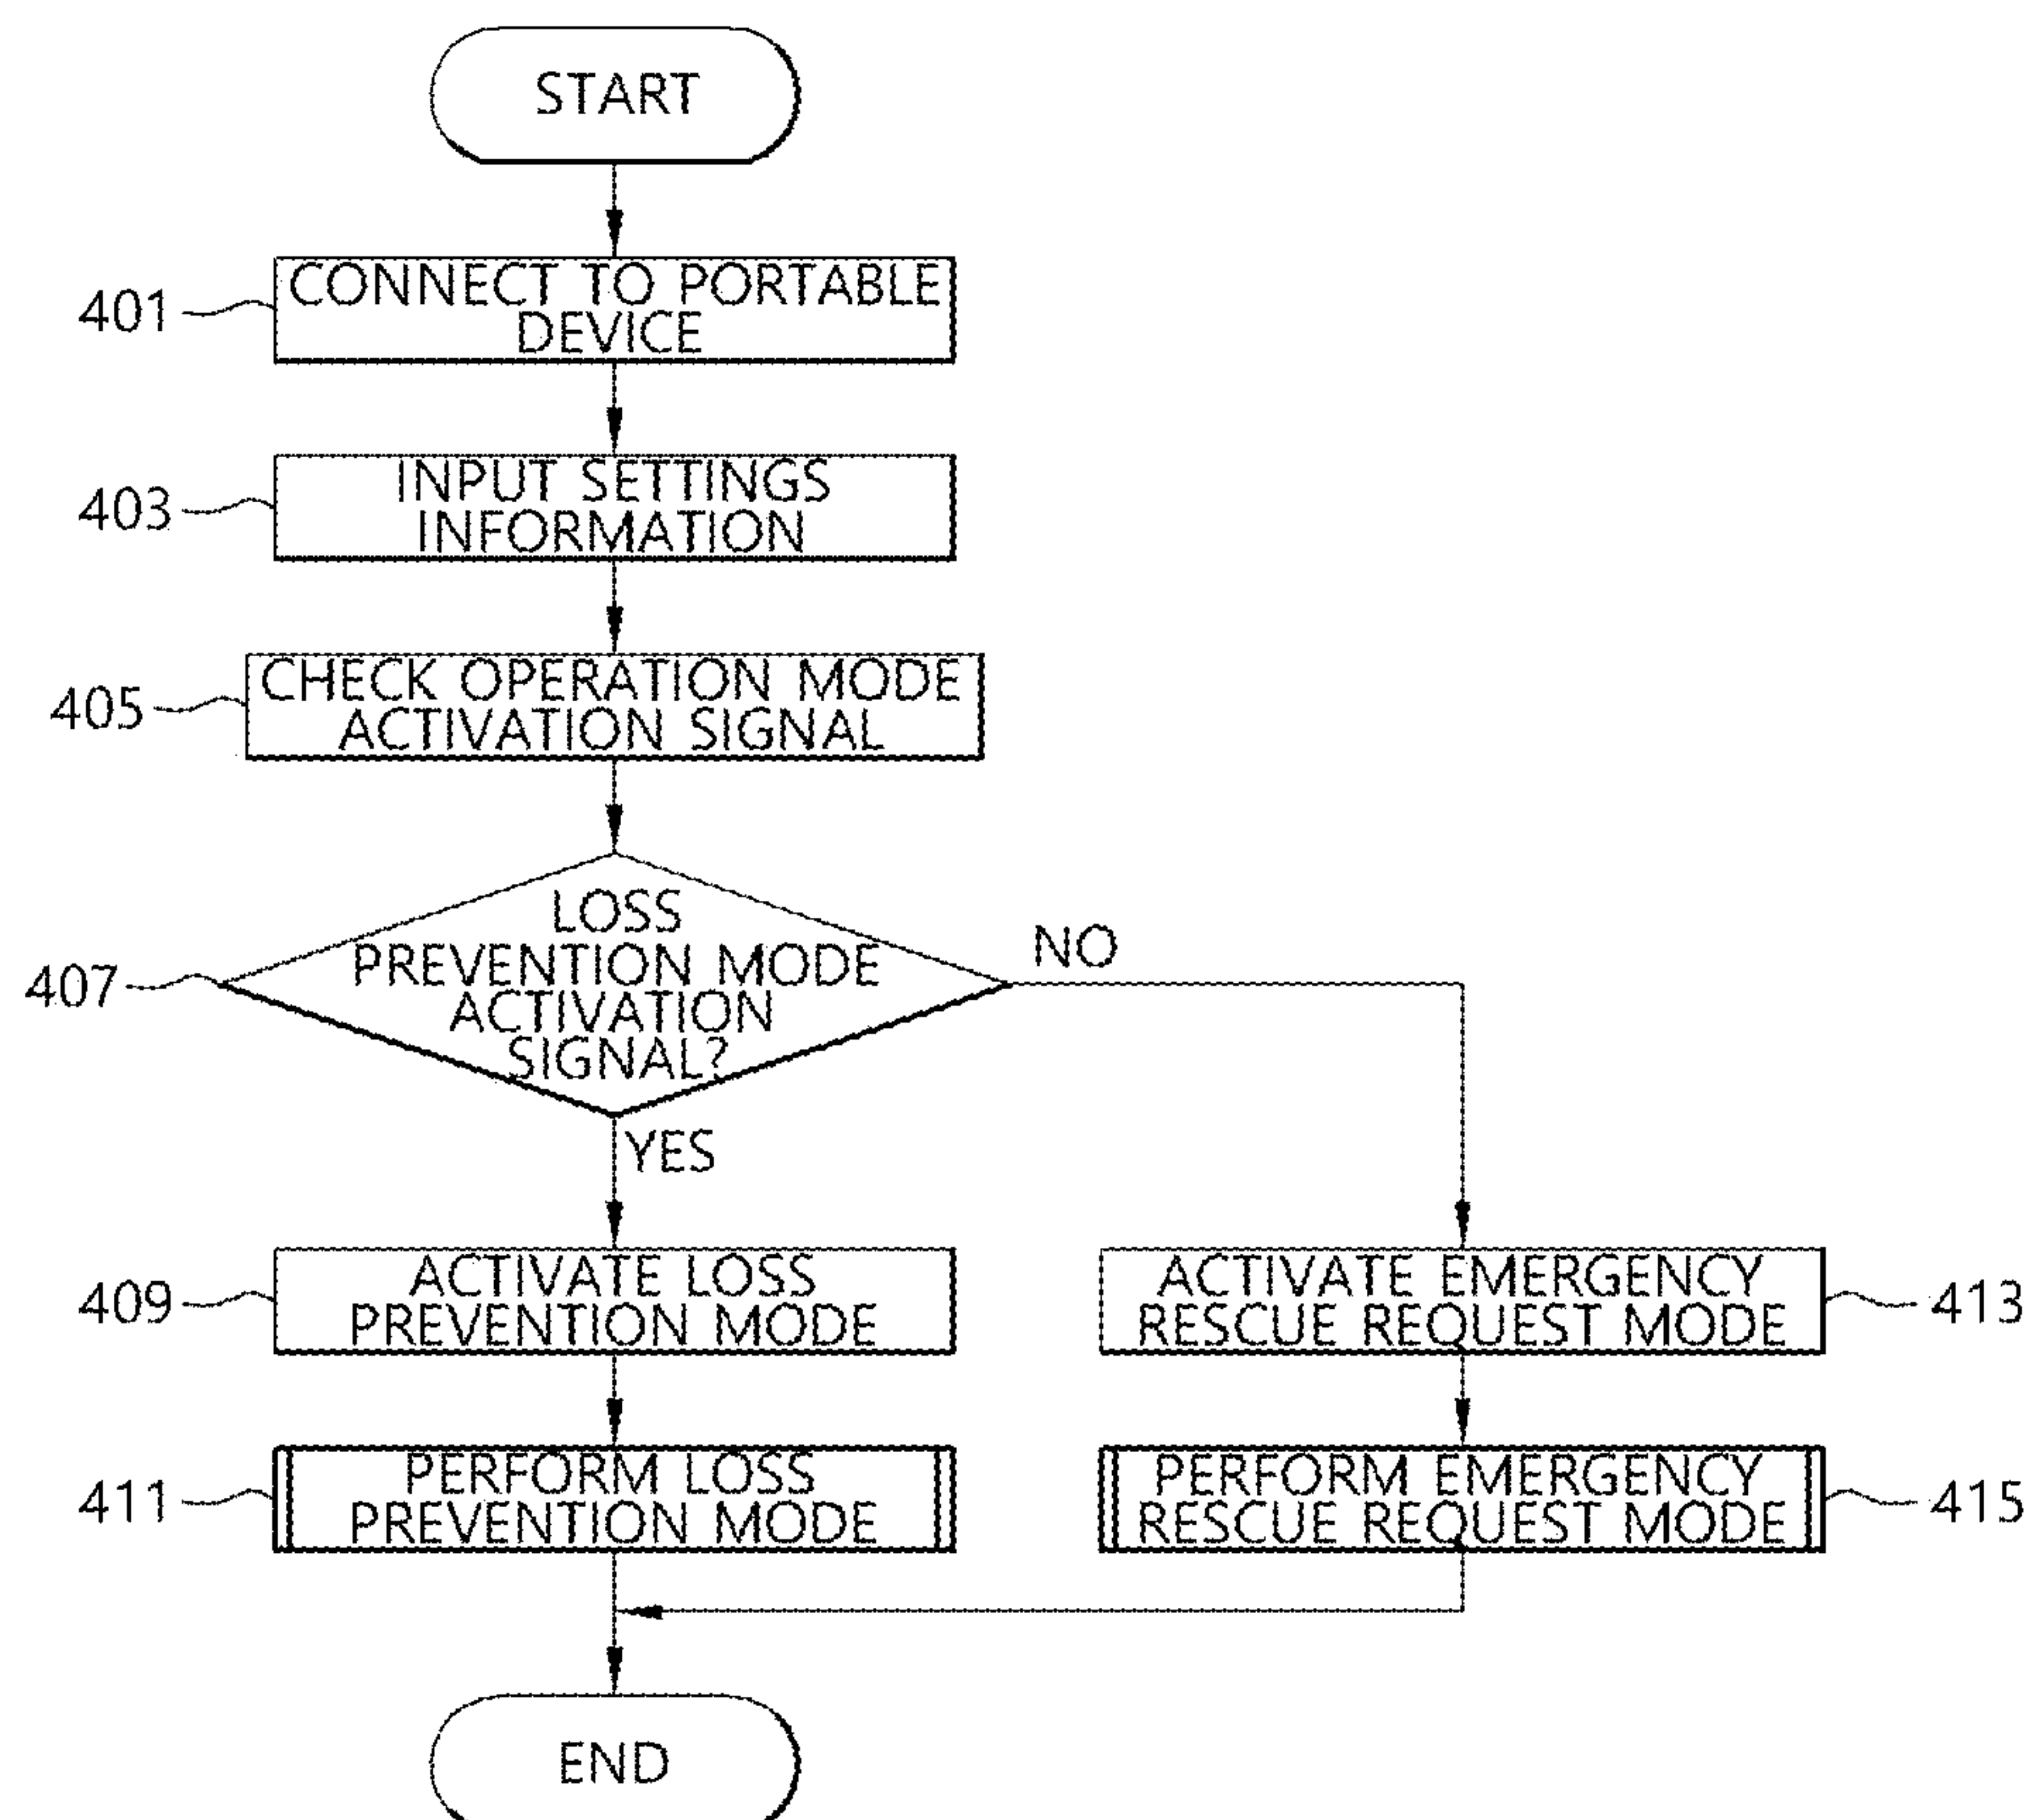 START
401
CONNECT TO PORTABLE
DEVICE
403
INPUT SETTINGS
INFORMATION
405
CHECK OPERATION MODE
ACTIVATION SIGNAL
407
LOSS
PREVENTION MODE
ACTIVATION
SIGNAL?
NO
YES
409
ACTIVATE LOSS
PREVENTION MODE
ACTIVATE EMERGENCY
RESCUE REQUEST MODE
413
411
PERFORM LOSS
PREVENTION MODE
PERFORM EMERGENCY
RESCUE REQUEST MODE
415
END